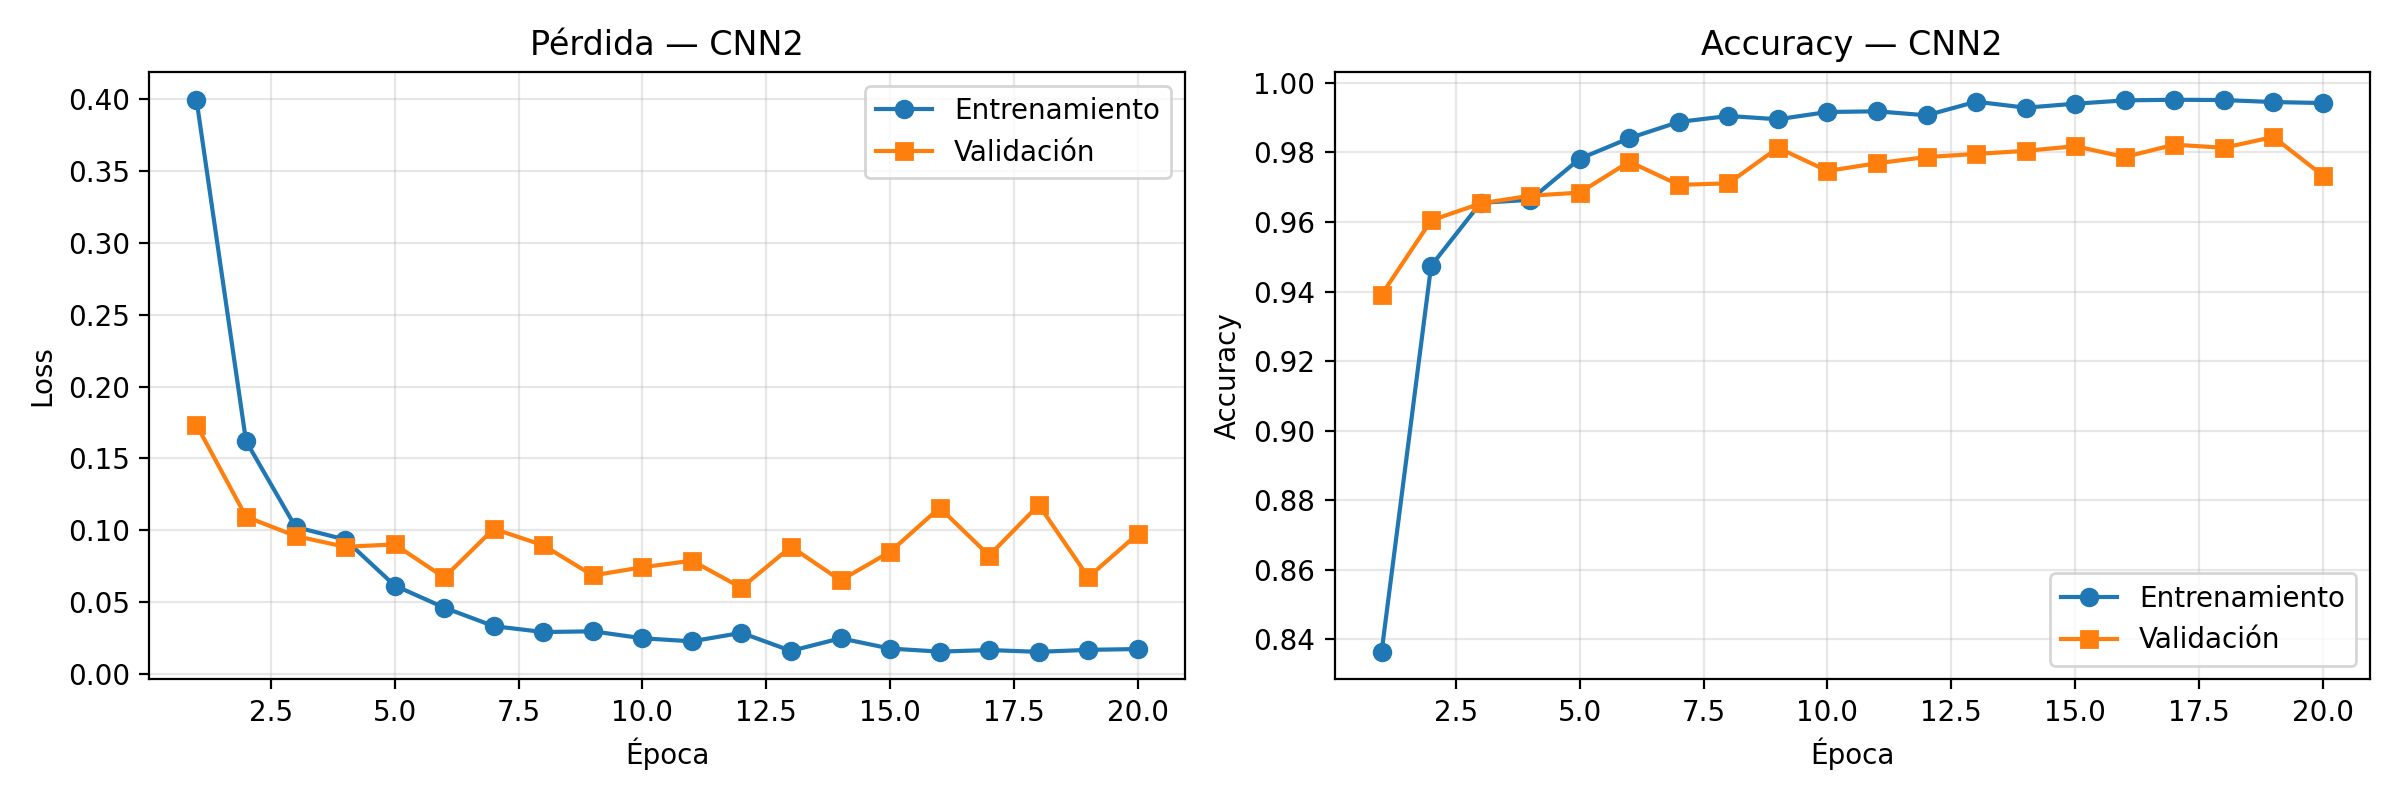 Pérdida — CNN2
0.40
0.35
0.30
0.25
0.20
0.15
0.10
0.05
0.00
Loss
2.5 5.0 7.5 10.0 12.5 15.0 17.5 20.0
Época
Entrenamiento
Validación
Accuracy — CNN2
1.00
0.98
0.96
0.94
0.92
0.90
0.88
0.86
0.84
Accuracy
2.5 5.0 7.5 10.0 12.5 15.0 17.5 20.0
Época
Entrenamiento
Validación